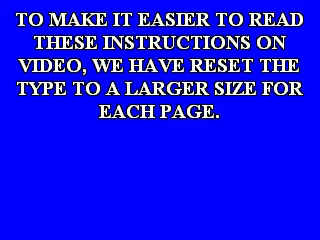 TO MAKE IT EASIER TO READ
THESE INSTRUCTIONS ON
VIDEO, WE HAVE RESET THE
TYPE TO A LARGER SIZE FOR
EACH PAGE.